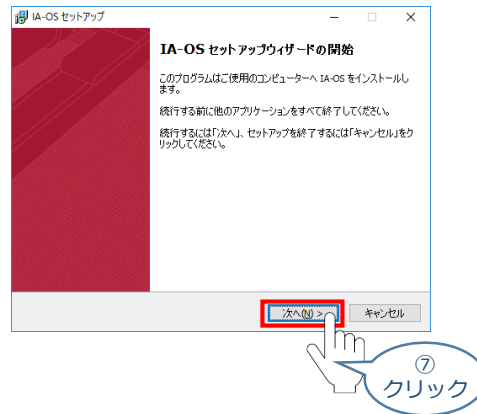 IA-OS セットアップ
IA-OS セットアップウィザードの開始
このプログラムはご使用のコンピューターへ IA-OS をインストールし
ます。
続行する前に他のアプリケーションをすべて終了してください。
続行するには「次へ」、セットアップを終了するには「キャンセル」をク
リックしてください。
次へ(N) >
キャンセル
⑦
クリック